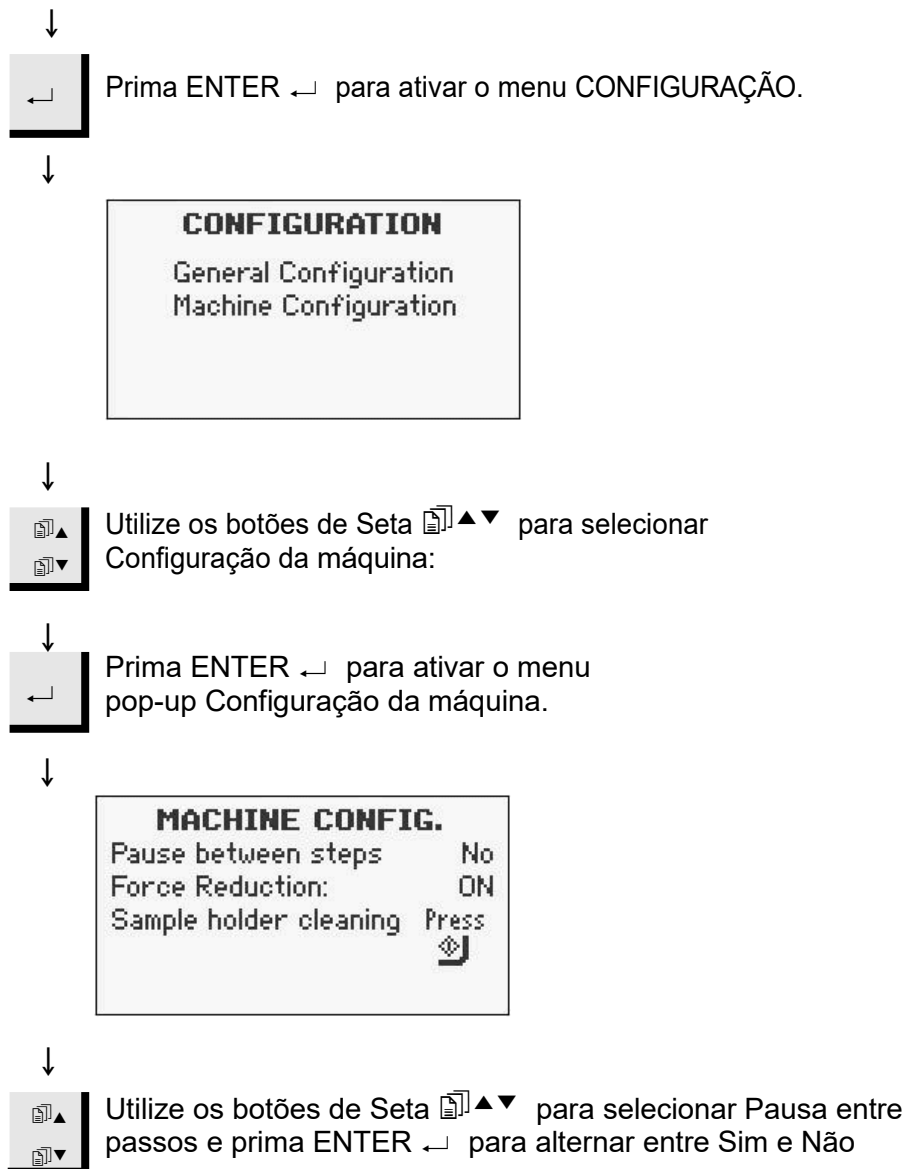 ↓
↵ Prima ENTER ↵ para ativar o menu CONFIGURAÇÃO.
↓
CONFIGURATION
General Configuration
Machine Configuration
↓
▲ Utilize os botões de Seta ▲▼ para selecionar
▼ Configuração da máquina:
↓
Prima ENTER ↵ para ativar o menu
↵ pop-up Configuração da máquina.
↓
MACHINE CONFIG.
Pause between steps No
Force Reduction: ON
Sample holder cleaning Press
↓
▲ Utilize os botões de Seta ▲▼ para selecionar Pausa entre
▼ passos e prima ENTER ↵ para alternar entre Sim e Não